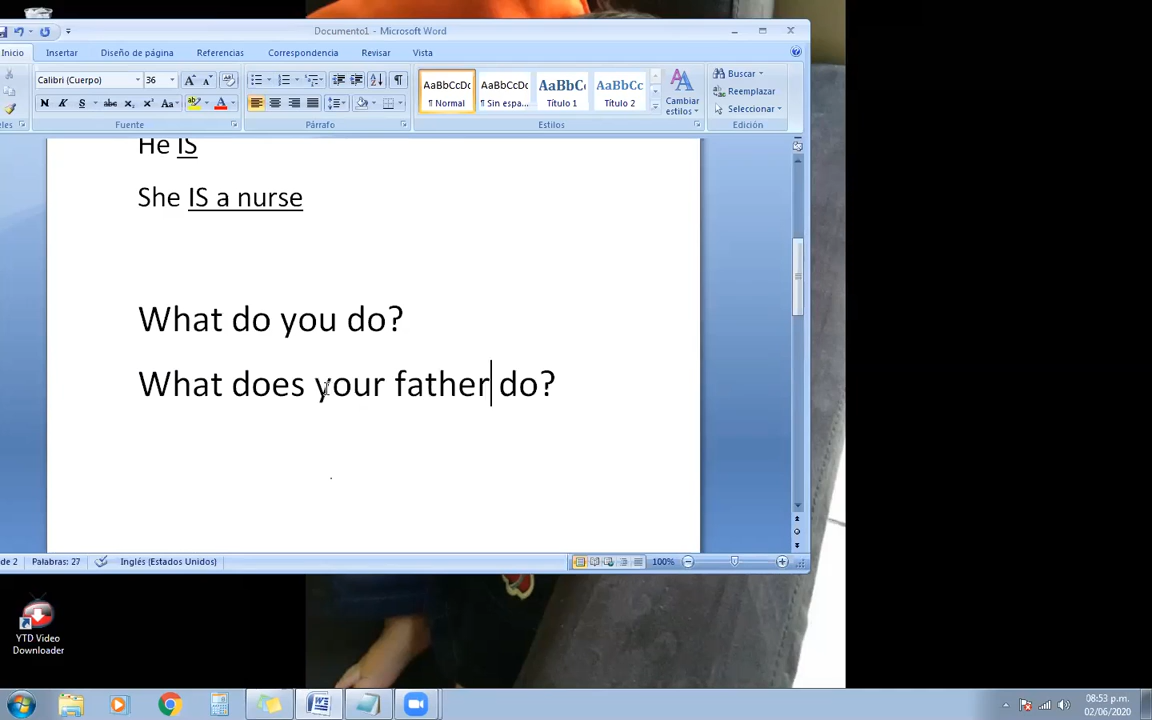 Documento1 - Microsoft Word
Inicio Insertar Diseño de página Referencias Correspondencia Revisar Vista
Calibri (Cuerpo) 36
AaBbCcDc AaBbCcDc AaBbC AaBbCc
¶ Normal ¶ Sin espa... Título 1 Título 2
Cambiar estilos
Buscar
Reemplazar
Seleccionar
Fuente Párrafo Estilos Edición
He IS
She IS a nurse
What do you do?
What does your father do?
de 2 Palabras: 27 Inglés (Estados Unidos) 100%
YTD Video
Downloader
08:53 p.m.
02/06/2020